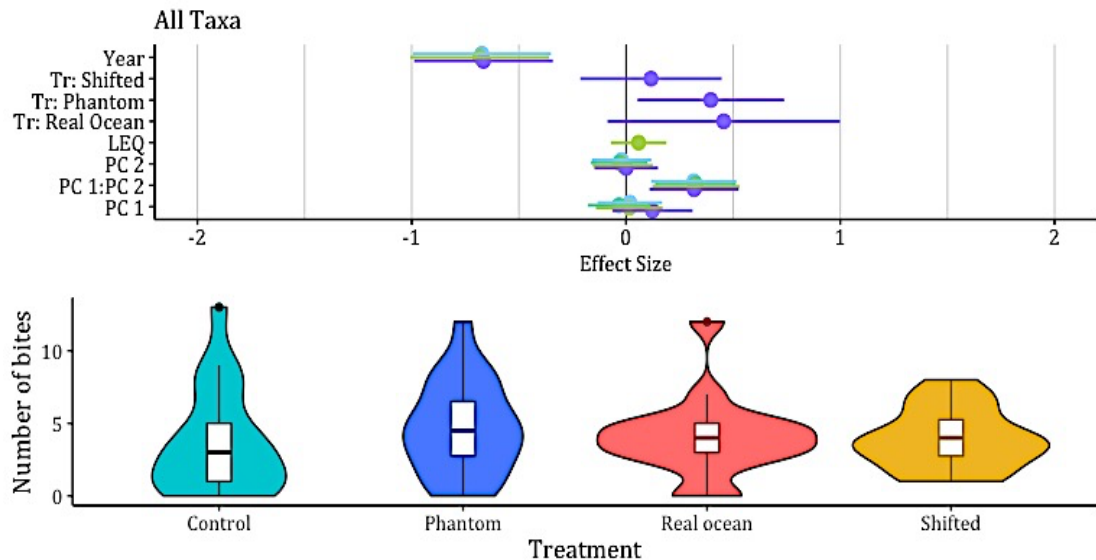 All Taxa
Year
Tr: Shifted
Tr: Phantom
Tr: Real Ocean
LEQ
PC 2
PC 1:PC 2
PC 1
-2 -1 0 1 2
Effect Size
Number of bites
10
5
0
Control Phantom Real ocean Shifted
Treatment